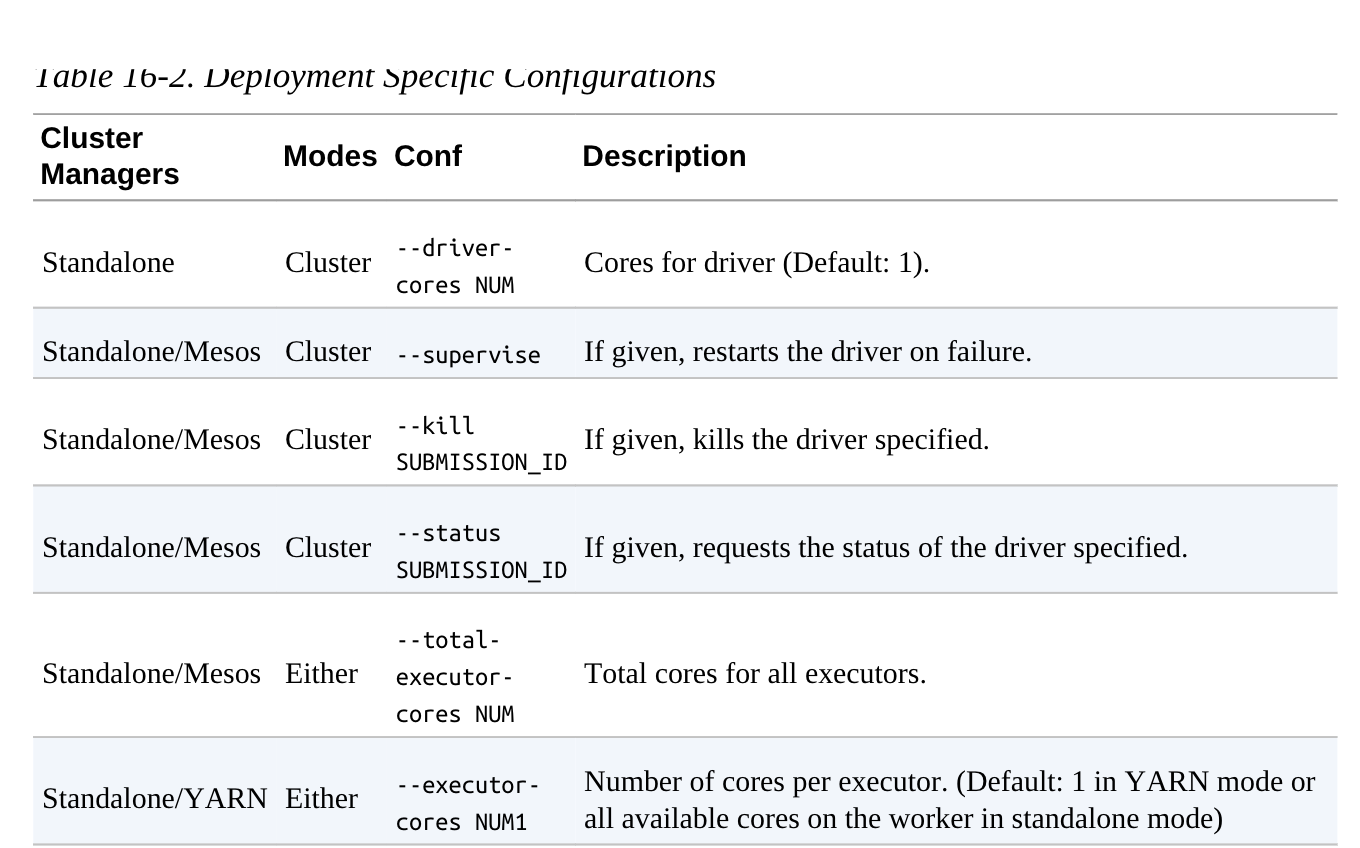 Table 16-2. Deployment Specific Configurations
Cluster
Managers
Modes Conf Description
Standalone Cluster --driver-
cores NUM Cores for driver (Default: 1).
Standalone/Mesos Cluster --supervise If given, restarts the driver on failure.
Standalone/Mesos Cluster --kill
SUBMISSION_ID If given, kills the driver specified.
Standalone/Mesos Cluster --status
SUBMISSION_ID If given, requests the status of the driver specified.
Standalone/Mesos Either --total-
executor-
cores NUM Total cores for all executors.
Standalone/YARN Either --executor-
cores NUM1 Number of cores per executor. (Default: 1 in YARN mode or
all available cores on the worker in standalone mode)